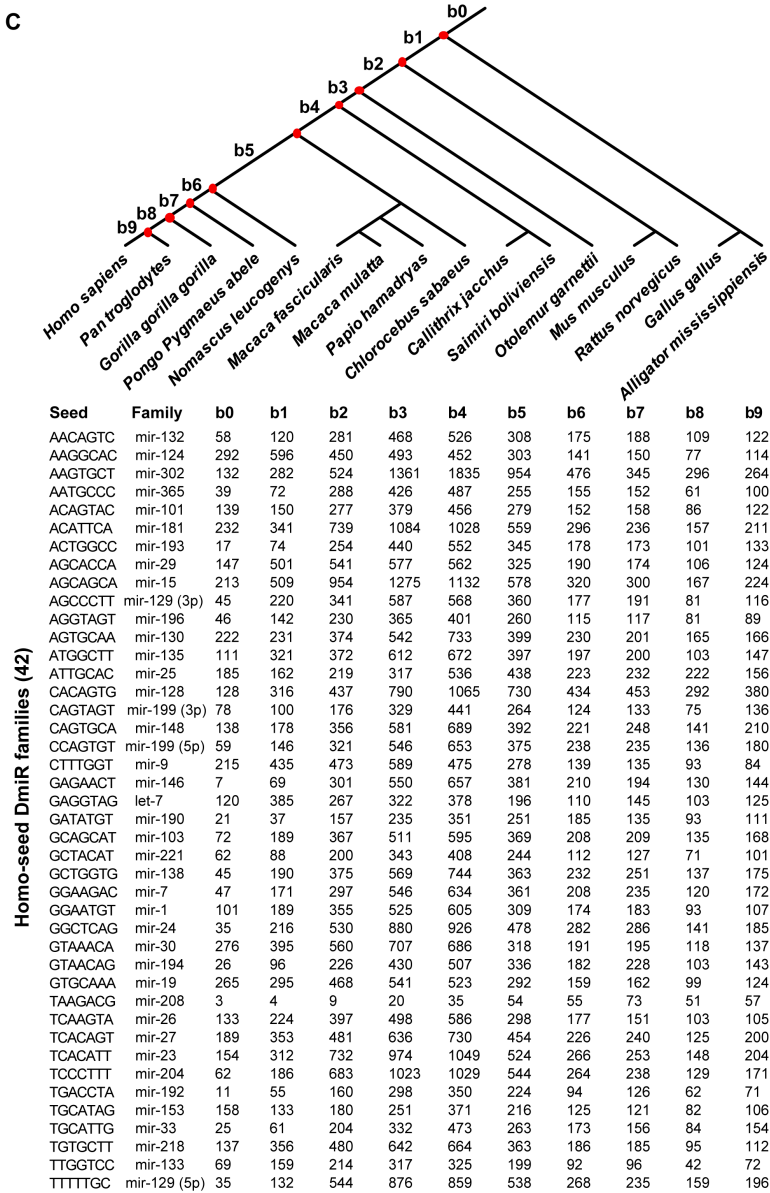 C
b0
b1
b2
b3
b4
b5
b6
b7
b8
b9
Homo sapiens
Pan troglodytes
Gorilla gorilla gorilla
Pongo Pygmaeus abele
Nomascus leucogenys
Macaca fascicularis
Macaca mulatta
Papio hamadryas
Chlorocebus sabaeus
Callithrix jacchus
Saimiri boliviensis
Otolemur garnettii
Mus musculus
Rattus norvegicus
Gallus gallus
Alligator mississippiensis
Homo-seed DmiR families (42)
Seed Family b0 b1 b2 b3 b4 b5 b6 b7 b8 b9
AACAGTC mir-132 58 120 281 468 526 308 175 188 109 122
AAGGCAC mir-124 292 596 450 493 452 303 141 150 77 114
AAGTGCT mir-302 132 282 524 1361 1835 954 476 345 296 264
AATGCCC mir-365 39 72 288 426 487 255 155 152 61 100
ACAGTAC mir-101 139 150 277 379 456 279 152 158 86 122
ACATTCA mir-181 232 341 739 1084 1028 559 296 236 157 211
ACTGGCC mir-193 17 74 254 440 552 345 178 173 101 133
AGCACCA mir-29 147 501 541 577 562 325 190 174 106 124
AGCAGCA mir-15 213 509 954 1275 1132 578 320 300 167 224
AGCCCTT mir-129 (3p) 45 220 341 587 568 360 177 191 81 116
AGGTAGT mir-196 46 142 230 365 401 260 115 117 81 89
AGTGCAA mir-130 222 231 374 542 733 399 230 201 165 166
ATGGCTT mir-135 111 321 372 612 672 397 197 200 103 147
ATTGCAC mir-25 185 162 219 317 536 438 223 232 222 156
CACAGTG mir-128 128 316 437 790 1065 730 434 453 292 380
CAGTAGT mir-199 (3p) 78 100 176 329 441 264 124 133 75 136
CAGTGCA mir-148 138 178 356 581 689 392 221 248 141 210
CCAGTGT mir-199 (5p) 59 146 321 546 653 375 238 235 136 180
CTTTGGT mir-9 215 435 473 589 475 278 139 135 93 84
GAGAACT mir-146 7 69 301 550 657 381 210 194 130 144
GAGGTAG let-7 120 385 267 322 378 196 110 145 103 125
GATATGT mir-190 21 37 157 235 351 251 185 135 93 111
GCAGCAT mir-103 72 189 367 511 595 369 208 209 135 168
GCTACAT mir-221 62 88 200 343 408 244 112 127 71 101
GCTGGTG mir-138 45 190 375 569 744 363 232 251 137 175
GGAAGAC mir-7 47 171 297 546 634 361 208 235 120 172
GGAATGT mir-1 101 189 355 525 605 309 174 183 93 107
GGCTCAG mir-24 35 216 530 880 926 478 282 286 141 185
GTAAACA mir-30 276 395 560 707 686 318 191 195 118 137
GTAACAG mir-194 26 96 226 430 507 336 182 228 103 143
GTGCAAA mir-19 265 295 468 541 523 292 159 162 99 124
TAAGACG mir-208 3 4 9 20 35 54 55 73 51 57
TCAAGTA mir-26 133 224 397 498 586 298 177 151 103 105
TCACAGT mir-27 189 353 481 636 730 454 226 240 125 200
TCACATT mir-23 154 312 732 974 1049 524 266 253 148 204
TCCCTTT mir-204 62 186 683 1023 1029 544 264 238 129 171
TGACCTA mir-192 11 55 160 298 350 224 94 126 62 71
TGCATAG mir-153 158 133 180 251 371 216 125 121 82 106
TGCATTG mir-33 25 61 204 332 473 263 173 156 84 154
TGTGCTT mir-218 137 356 480 642 664 363 186 185 95 112
TTGGTCC mir-133 69 159 214 317 325 199 92 96 42 72
TTTTTGC mir-129 (5p) 35 132 544 876 859 538 268 235 159 196